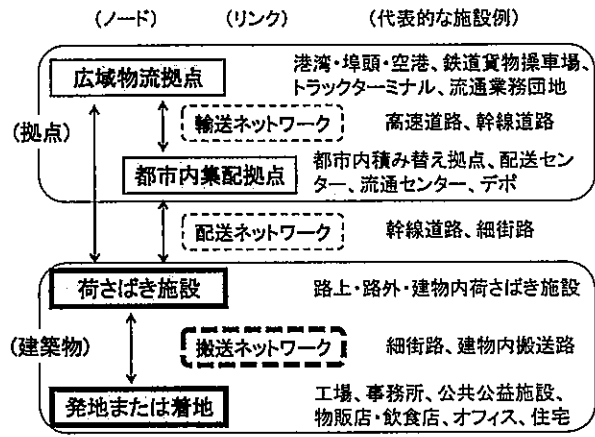 (ノード) (リンク) (代表的な施設例)
広域物流拠点
港湾・埠頭・空港、鉄道貨物操車場、
トラックターミナル、流通業務団地
輸送ネットワーク 高速道路、幹線道路
(拠点)
都市内集配拠点
都市内積み替え拠点、配送セン
ター、流通センター、デポ
配送ネットワーク 幹線道路、細街路
荷さばき施設 路上・路外・建物内荷さばき施設
(建築物)
搬送ネットワーク 細街路、建物内搬送路
発地または着地
工場、事務所、公共公益施設、
物販店・飲食店、オフィス、住宅